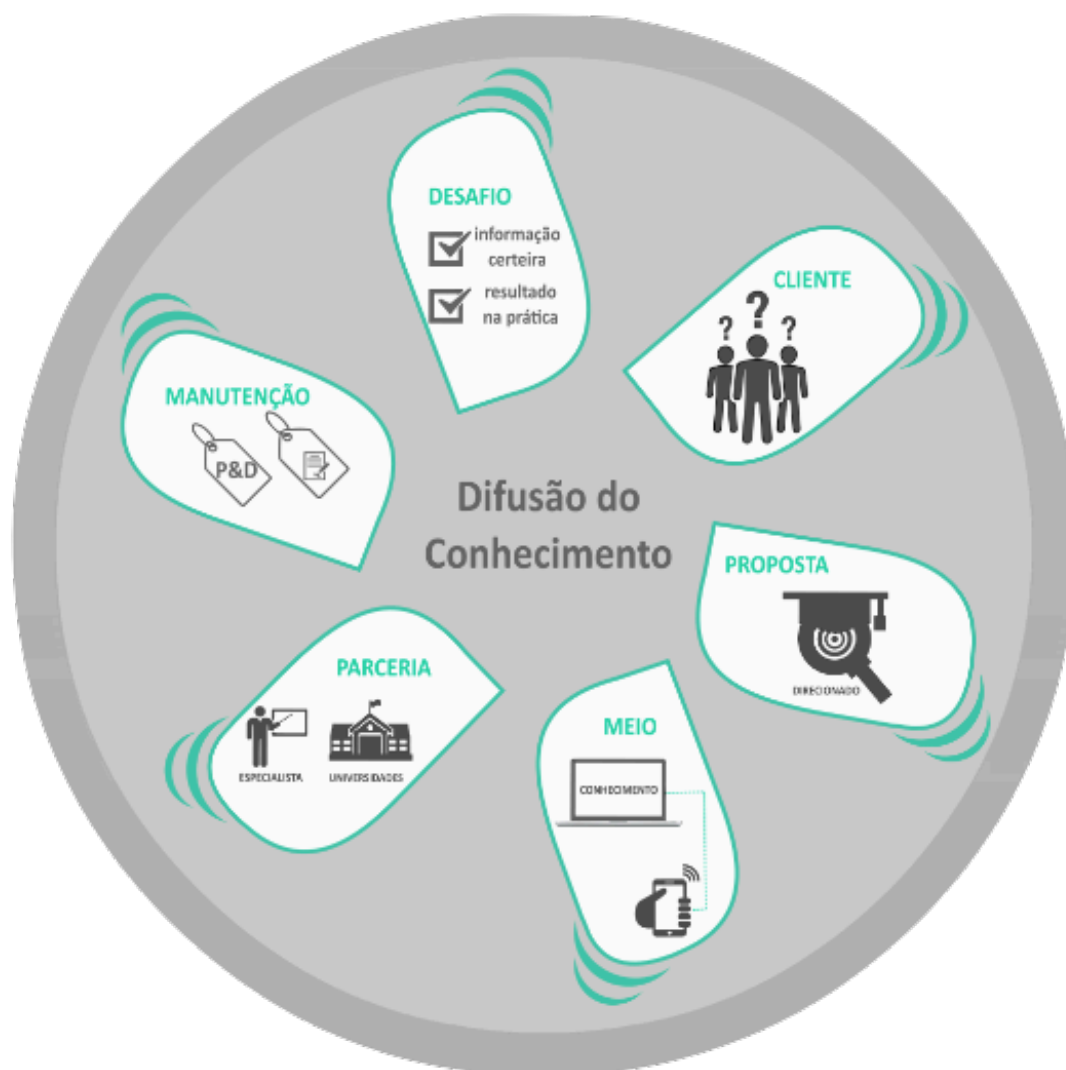 DESAFIO
informação
certeira
resultado
na prática
CLIENTE
? ? ?
MANUTENÇÃO
P&D
Difusão do
Conhecimento
PROPOSTA
DIRECIONADO
PARCERIA
ESPECIALISTA
UNIVERSIDADES
MEIO
CONHECIMENTO